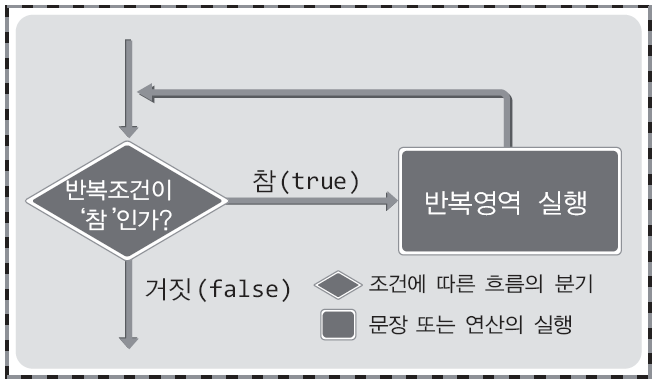 반복조건이
'참'인가?
참(true)
반복영역 실행
거짓(false)
조건에 따른 흐름의 분기
문장 또는 연산의 실행